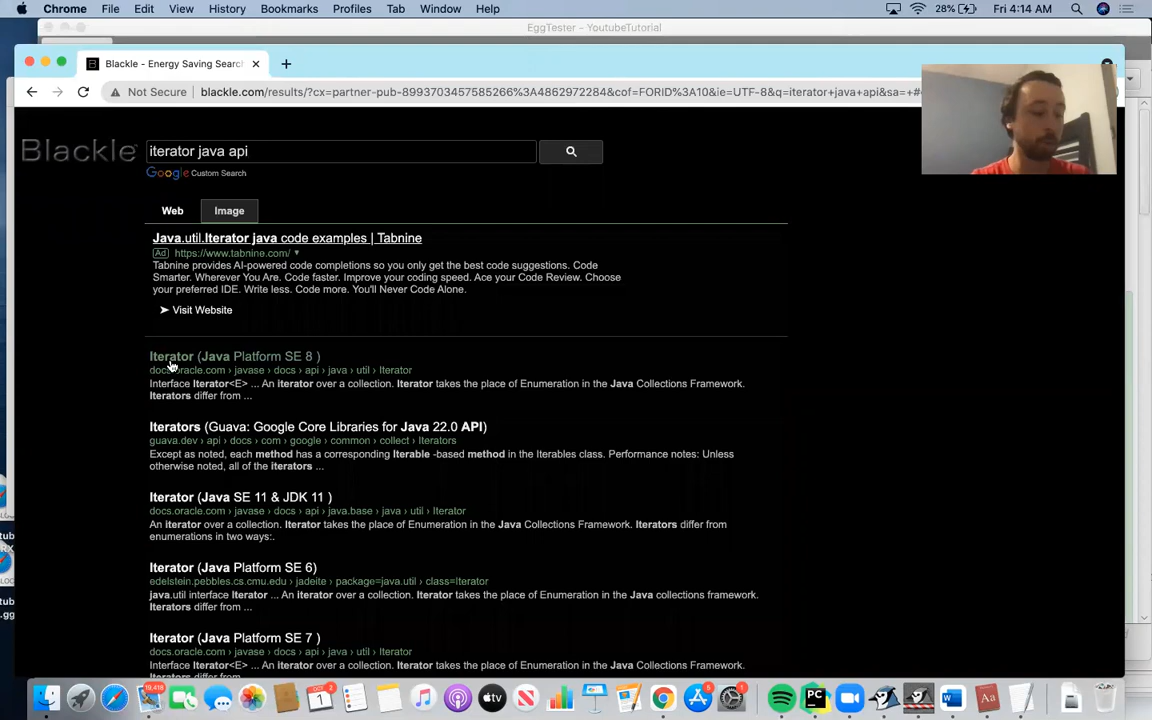 Chrome File Edit View History Bookmarks Profiles Tab Window Help 28% Fri 4:14 AM
EggTester – YoutubeTutorial
Blackle - Energy Saving Searc
Not Secure blackle.com/results/?cx=partner-pub-8993703457585266%3A4862972284&cof=FORID%3A10&ie=UTF-8&q=iterator+java+api&sa=+#
Blackle iterator java api
Google Custom Search
Web Image
Java.util.Iterator java code examples | Tabnine
Ad https://www.tabnine.com/
Tabnine provides AI-powered code completions so you only get the best code suggestions. Code
Smarter. Wherever You Are. Code faster. Improve your coding speed. Ace your Code Review. Choose
your preferred IDE. Write less. Code more. You'll Never Code Alone.
Visit Website
Iterator (Java Platform SE 8 )
docs.oracle.com › javase › docs › api › java › util › Iterator
Interface Iterator<E> ... An iterator over a collection. Iterator takes the place of Enumeration in the Java Collections Framework.
Iterators differ from ...
Iterators (Guava: Google Core Libraries for Java 22.0 API)
guava.dev › api › docs › com › google › common › collect › Iterators
Except as noted, each method has a corresponding Iterable -based method in the Iterables class. Performance notes: Unless
otherwise noted, all of the iterators ...
Iterator (Java SE 11 & JDK 11 )
docs.oracle.com › javase › docs › api › java.base › java › util › Iterator
An iterator over a collection. Iterator takes the place of Enumeration in the Java Collections Framework. Iterators differ from
enumerations in two ways:.
Iterator (Java Platform SE 6)
edelstein.pebbles.cs.cmu.edu › jadeite › package=java.util › class=Iterator
java.util interface Iterator ... An iterator over a collection. Iterator takes the place of Enumeration in the Java collections framework.
Iterators differ from ...
Iterator (Java Platform SE 7 )
docs.oracle.com › javase › docs › api › java › util › Iterator
Interface Iterator<E> ... An iterator over a collection. Iterator takes the place of Enumeration in the Java Collections Framework.
19,418
OCT 1
2
tv
PC
5
W
Aa